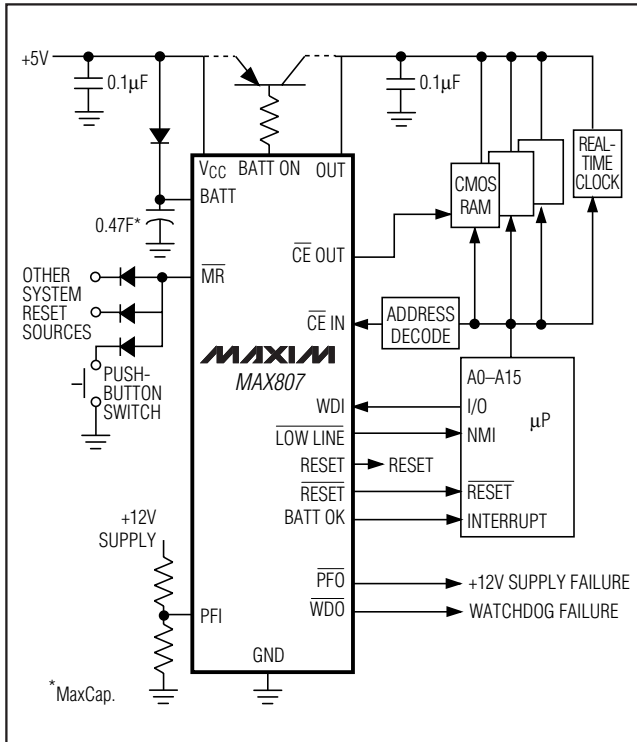 +5V
0.1μF
0.1μF
REAL-
TIME
CLOCK
VCC
BATT ON
OUT
CMOS
RAM
BATT
0.47F*
CE OUT
OTHER
SYSTEM
RESET
SOURCES
MR
CE IN
ADDRESS
DECODE
PUSH-
BUTTON
SWITCH
MAXIM
MAX807
A0–A15
WDI
I/O
μP
LOW LINE
NMI
RESET
RESET
RESET
RESET
BATT OK
INTERRUPT
+12V
SUPPLY
PFO
+12V SUPPLY FAILURE
PFI
WDO
WATCHDOG FAILURE
GND
*MaxCap.